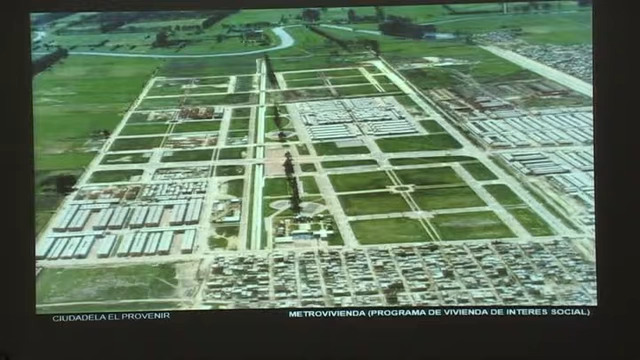 CIUDADELA EL PROVENIR
METROVIVIENDA (PROGRAMA DE VIVIENDA DE INTERES SOCIAL)